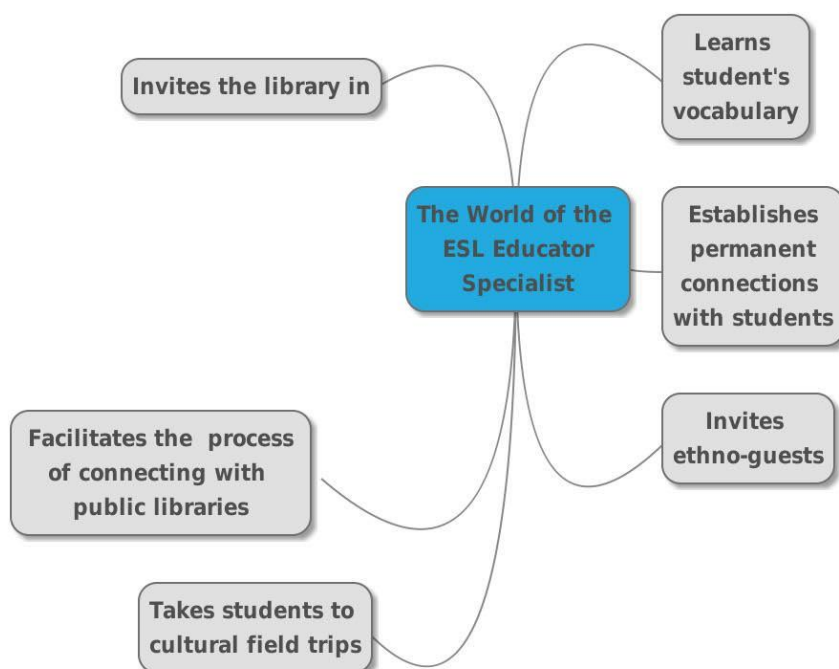 Invites the library in
Learns
student's
vocabulary
The World of the
ESL Educator
Specialist
Establishes
permanent
connections
with students
Invites
ethno-guests
Facilitates the process
of connecting with
public libraries
Takes students to
cultural field trips